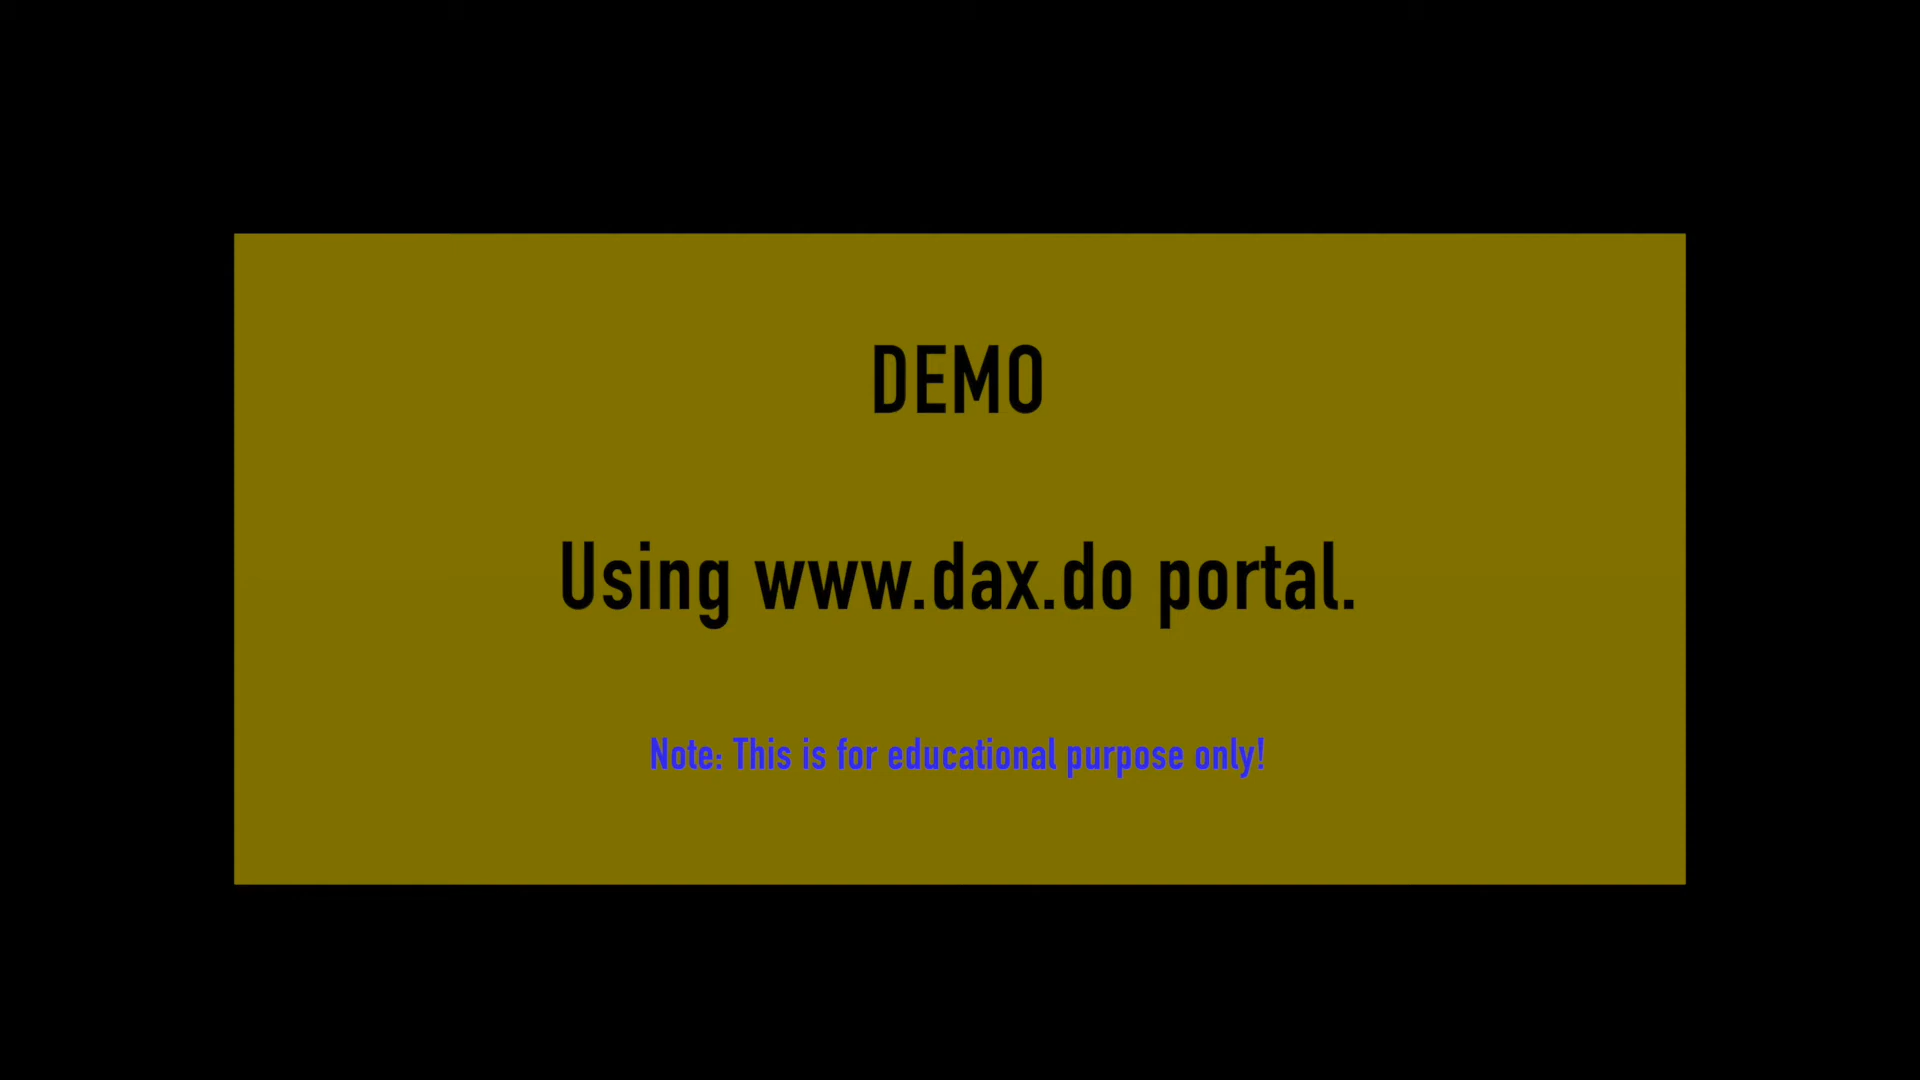 DEMO
Using www.dax.do portal.
Note: This is for educational purpose only!